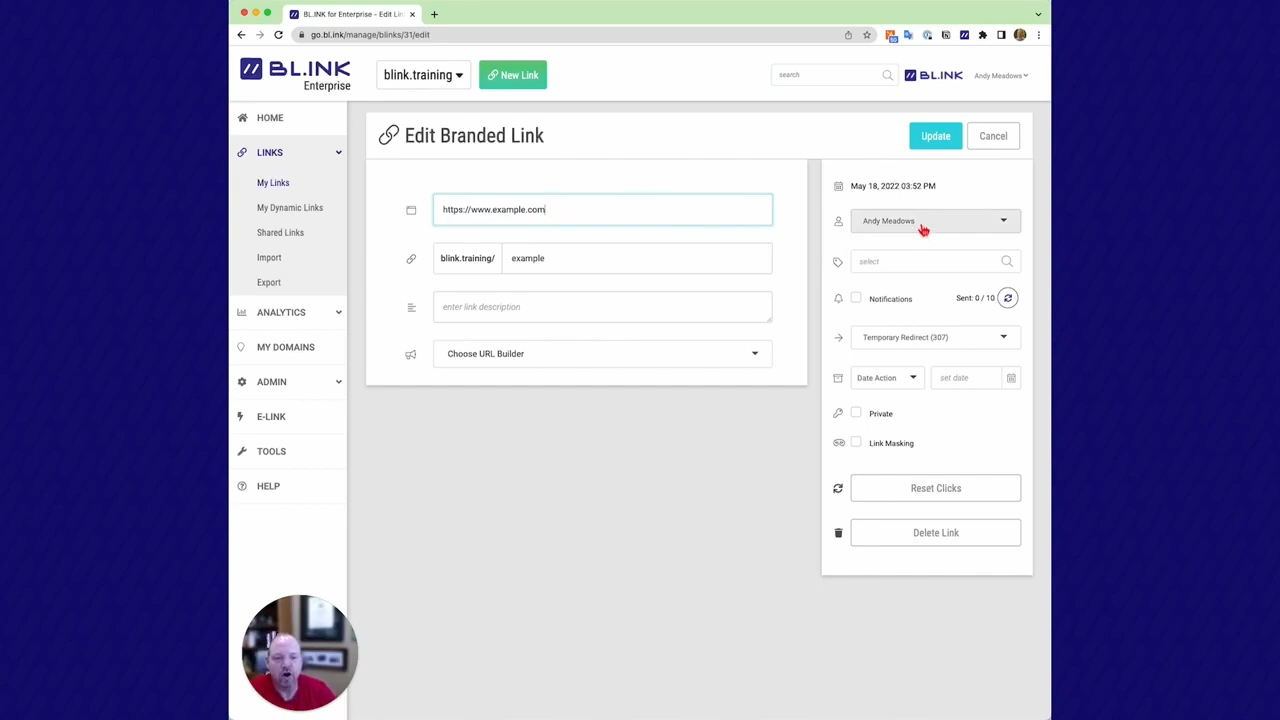 BL.INK for Enterprise - Edit Lin
go.bl.ink/manage/blinks/31/edit
BL.INK
Enterprise
blink.training
New Link
search
BL.INK
Andy Meadows
HOME
LINKS
My Links
My Dynamic Links
Shared Links
Import
Export
ANALYTICS
MY DOMAINS
ADMIN
E-LINK
TOOLS
HELP
Edit Branded Link
Update
Cancel
https://www.example.com
blink.training/
example
enter link description
Choose URL Builder
May 18, 2022 03:52 PM
Andy Meadows
select
Notifications
Sent: 0 / 10
Temporary Redirect (307)
Date Action
set date
Private
Link Masking
Reset Clicks
Delete Link